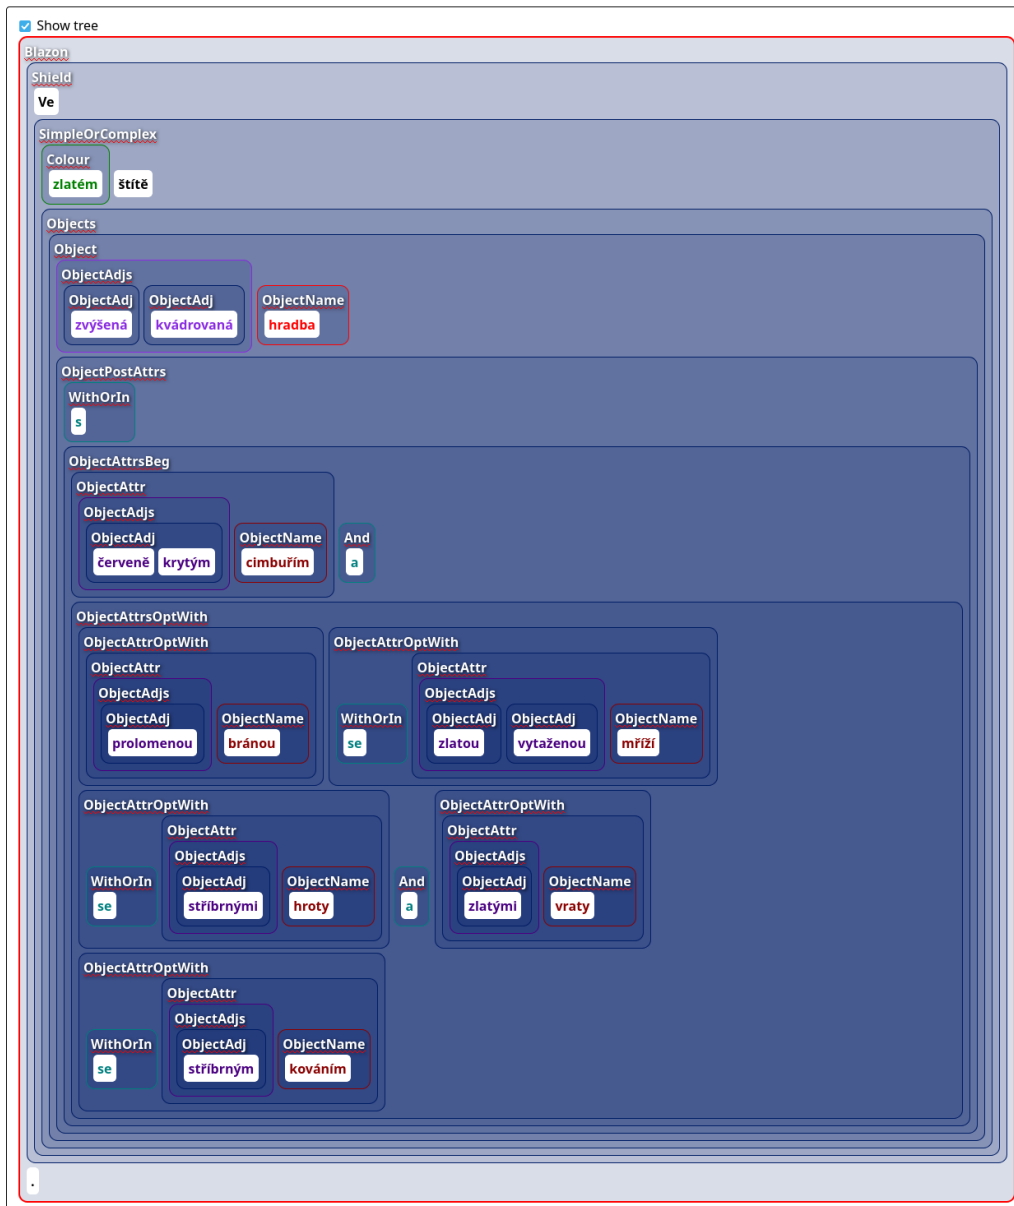 Show tree
Blazon
Shield
Ve
SimpleOrComplex
Colour
zlatém štítě
Objects
Object
ObjectAdjs
ObjectAdj ObjectAdj ObjectName
zvýšená kvádrovaná hradba
ObjectPostAttrs
WithOrIn
s
ObjectAttrsBeg
ObjectAttr
ObjectAdjs
ObjectAdj ObjectName And
červeně krytým cimbuřím a
ObjectAttrsOptWith
ObjectAttrOptWith ObjectAttrOptWith
ObjectAttr ObjectAttr
ObjectAdjs ObjectAdjs
ObjectAdj ObjectName WithOrIn ObjectAdj ObjectAdj ObjectName
prolomenou bránou se zlatou vytaženou mříží
ObjectAttrOptWith ObjectAttrOptWith
ObjectAttr ObjectAttr
ObjectAdjs ObjectAdjs
WithOrIn ObjectAdj ObjectName And ObjectAdj ObjectName
se stříbrnými hroty a zlatými vraty
ObjectAttrOptWith
ObjectAttr
ObjectAdjs
WithOrIn ObjectAdj ObjectName
se stříbrným kováním
.